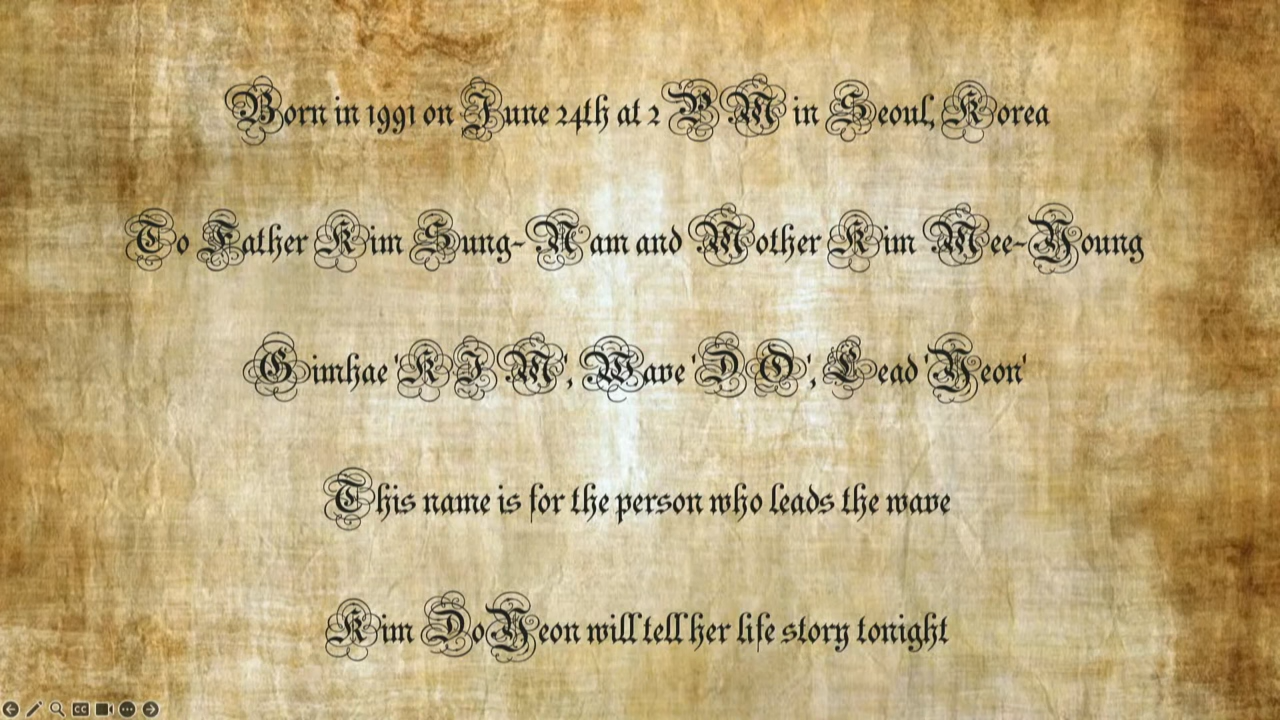 Born in 1991 on June 24th at 2 PM in Seoul, Korea
To Father Kim Sung-Nam and Mother Kim Mee-Young
Gimhae 'KIM', Wave 'DO', Lead 'Yeon'
This name is for the person who leads the wave
Kim DoYeon will tell her life story tonight
CC